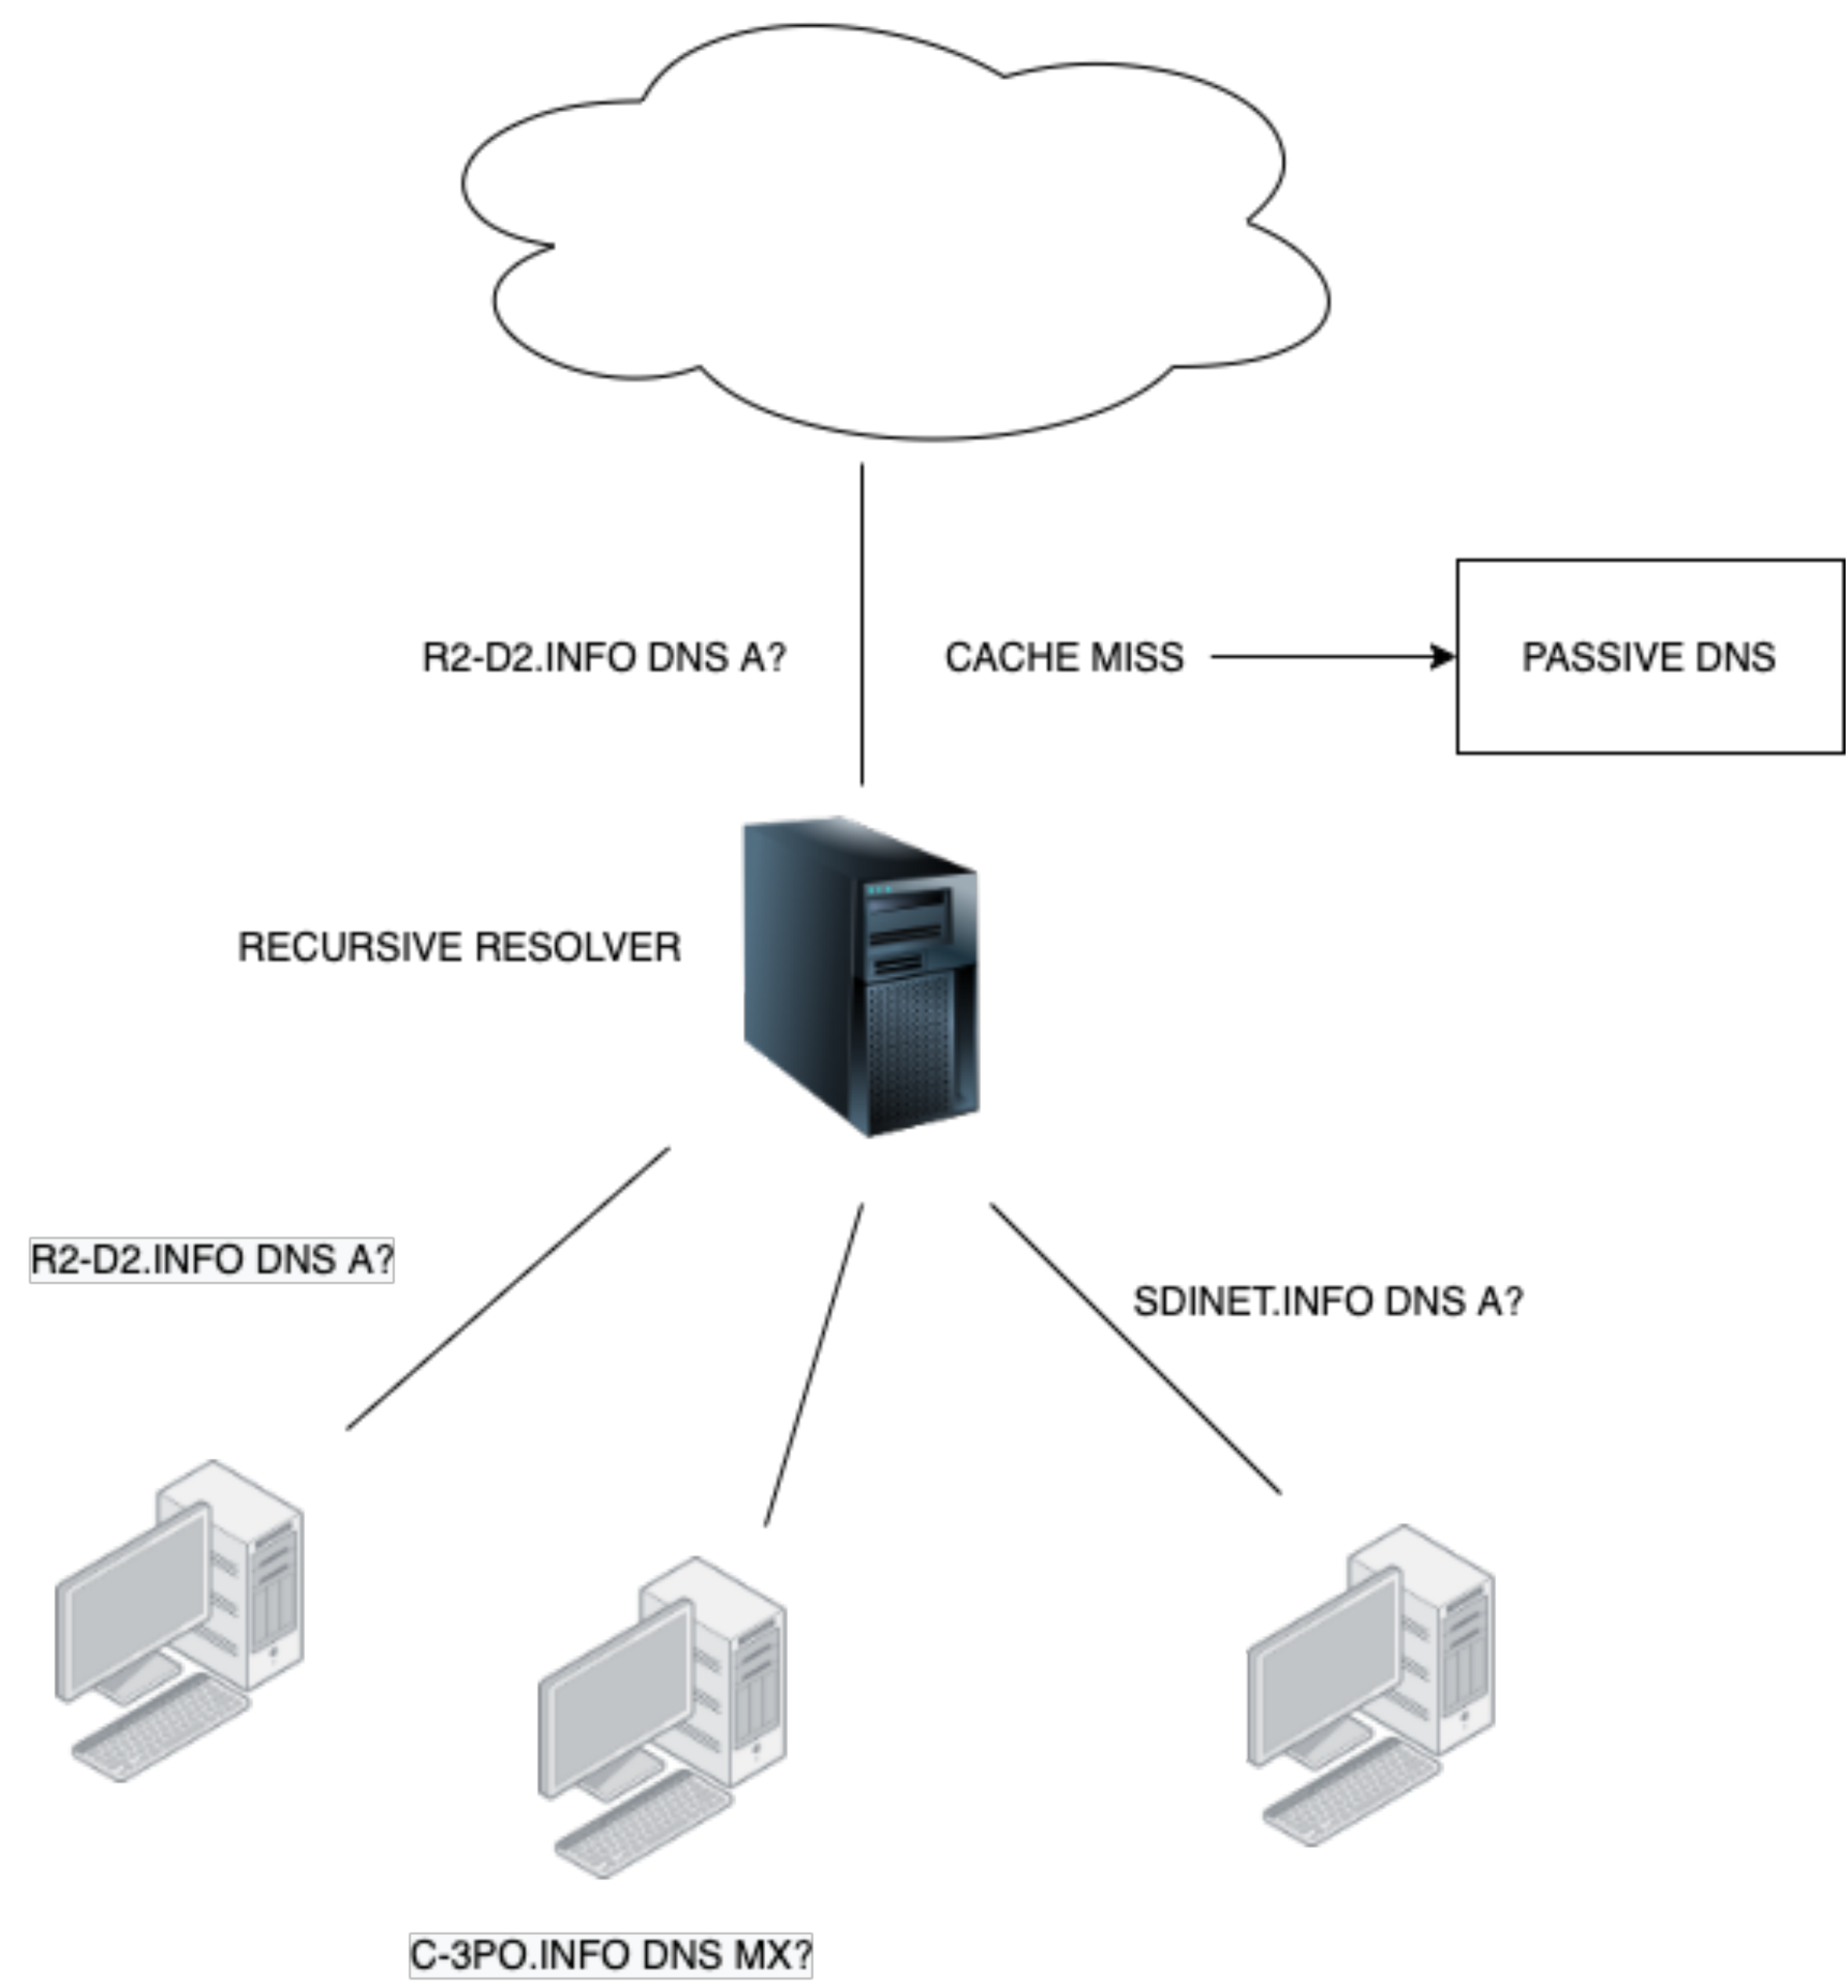 R2-D2.INFO DNS A?
CACHE MISS
PASSIVE DNS
RECURSIVE RESOLVER
R2-D2.INFO DNS A?
SDINET.INFO DNS A?
C-3PO.INFO DNS MX?